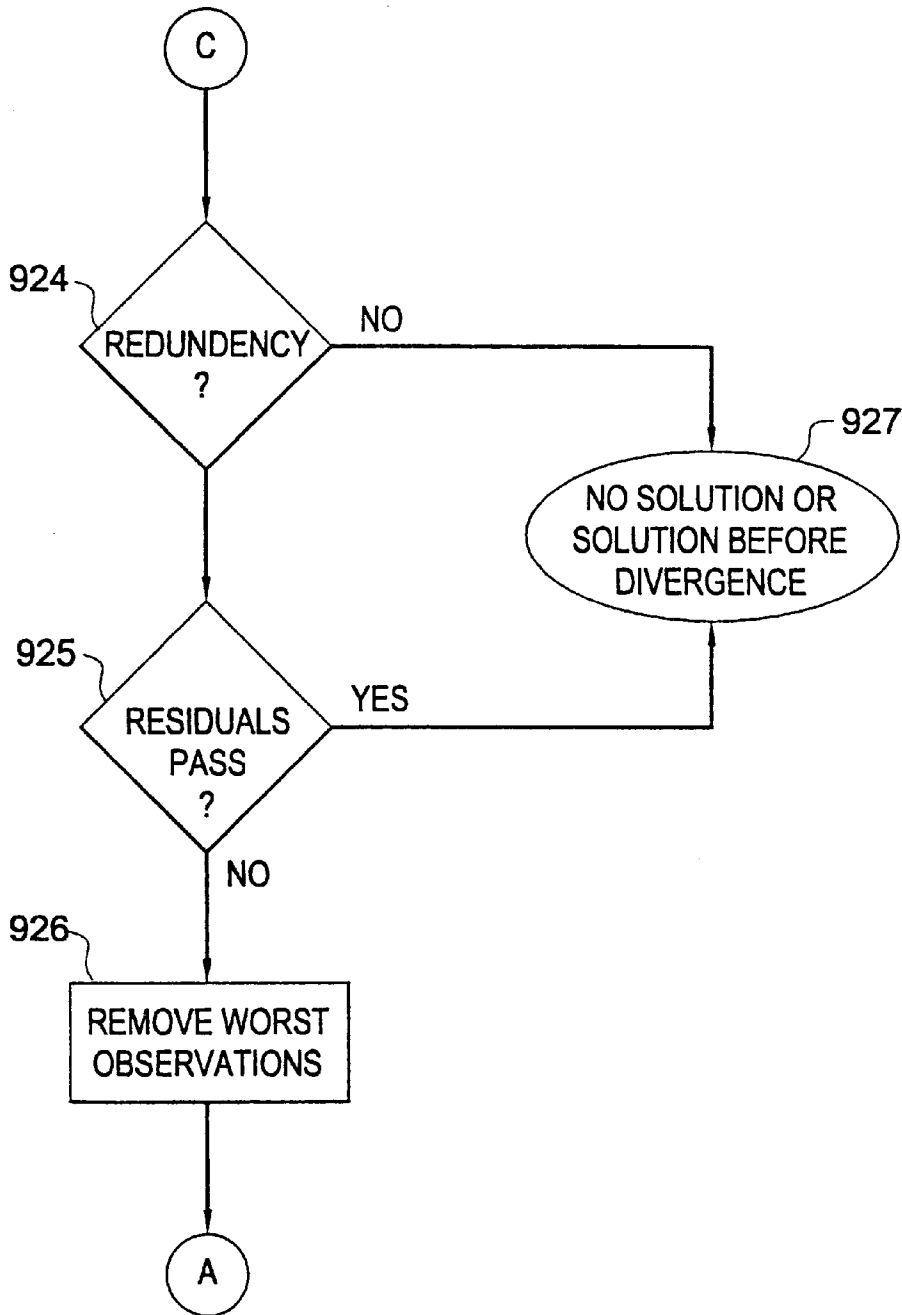 C
924
REDUNDENCY
?
NO
927
NO SOLUTION OR
SOLUTION BEFORE
DIVERGENCE
925
RESIDUALS
PASS
?
YES
NO
926
REMOVE WORST
OBSERVATIONS
A